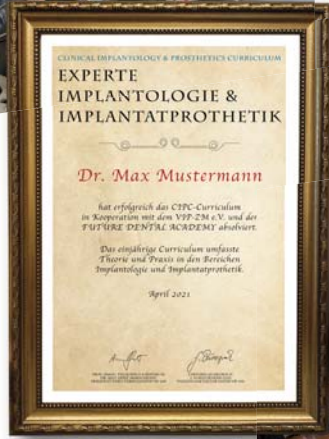 CLINICAL IMPLANTOLOGY & PROSTHETICS CURRICULUM
EXPERTE
IMPLANTOLOGIE &
IMPLANTATPROTHETIK
Dr. Max Mustermann
hat erfolgreich das CIPC-Curriculum
in Kooperation mit dem VIP-ZM e.V. und der
FUTURE DENTAL ACADEMY absolviert.
Das einjährige Curriculum umfasste
Theorie und Praxis in den Bereichen
Implantologie und Implantatprothetik.
April 2021